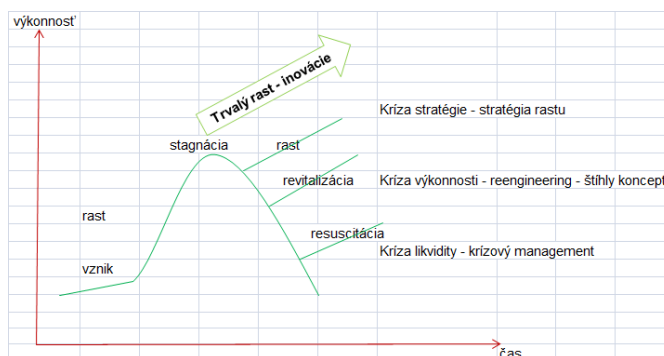 výkonnosť
Trvalý rast - inovácie
Kríza stratégie - stratégia rastu
stagnácia
rast
revitalizácia
Kríza výkonnosti - reengineering - štíhly koncept
rast
resuscitácia
Kríza likvidity - krízový management
vznik
čas